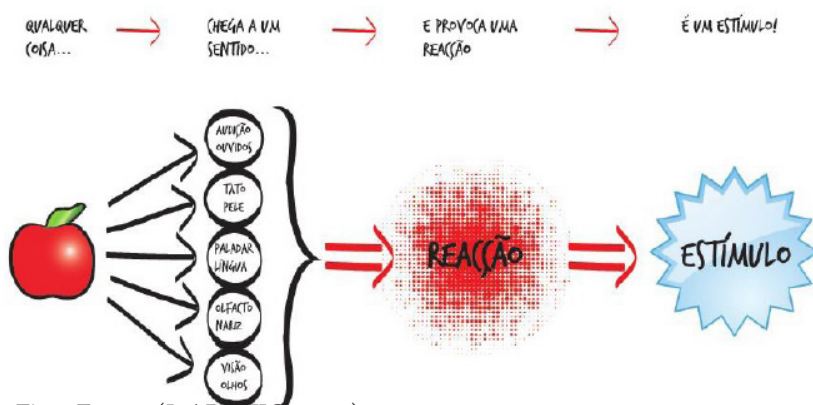 QUALQUER
COISA...
CHEGA A UM
SENTIDO...
E PROVOCA UMA
REACÇÃO
É UM ESTÍMULO!
AUDIÇÃO
OUVIDOS
TATO
PELE
PALADAR
LÍNGUA
OLFACTO
NARIZ
VISÃO
OLHOS
REACÇÃO
ESTÍMULO